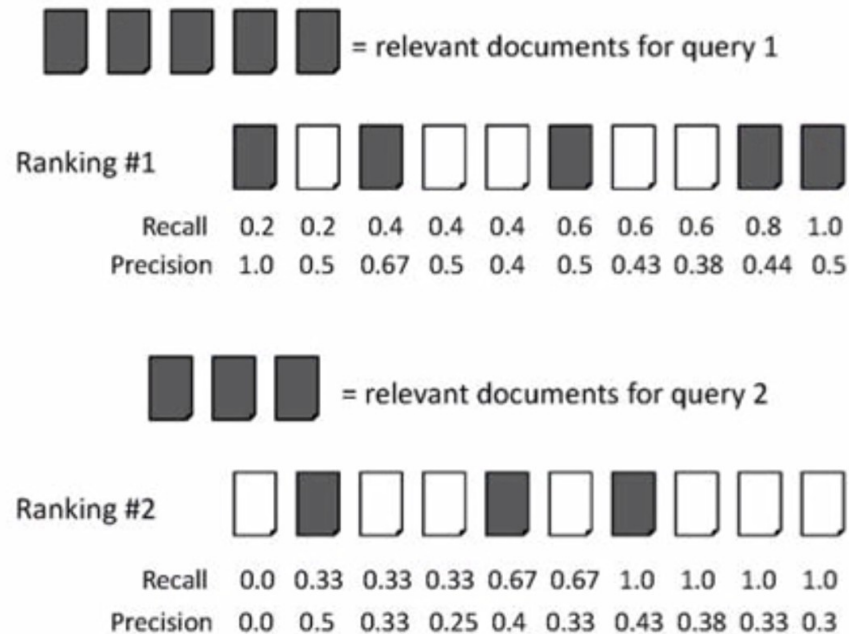 = relevant documents for query 1
Ranking #1
Recall 0.2 0.2 0.4 0.4 0.4 0.6 0.6 0.6 0.8 1.0
Precision 1.0 0.5 0.67 0.5 0.4 0.5 0.43 0.38 0.44 0.5
= relevant documents for query 2
Ranking #2
Recall 0.0 0.33 0.33 0.33 0.67 0.67 1.0 1.0 1.0 1.0
Precision 0.0 0.5 0.33 0.25 0.4 0.33 0.43 0.38 0.33 0.3